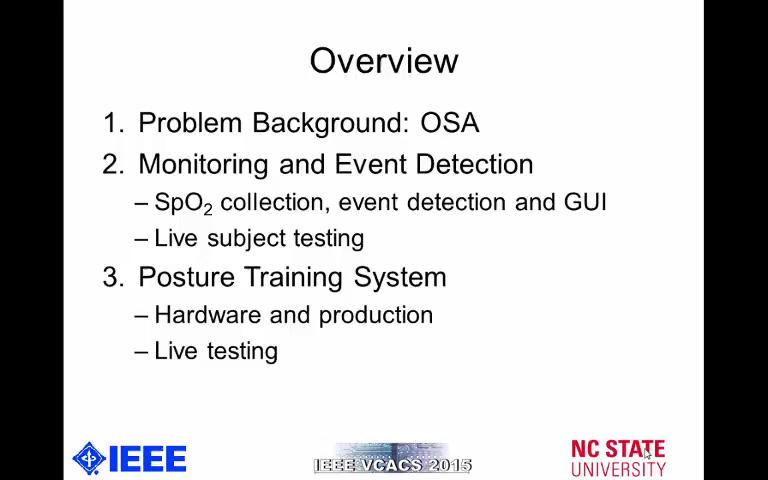 Overview
1. Problem Background: OSA
2. Monitoring and Event Detection
– SpO₂ collection, event detection and GUI
– Live subject testing
3. Posture Training System
– Hardware and production
– Live testing
IEEE
IEEE VCACS 2015
NC STATE
UNIVERSITY